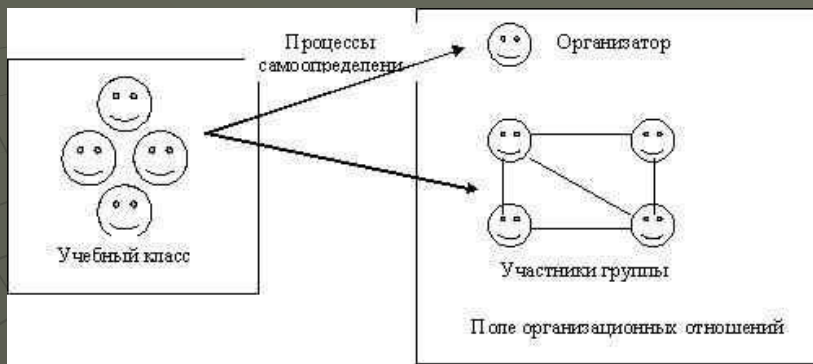 Процессы
самоопределени
Организатор
Учебный класс
Участники группы
Поле организационных отношений